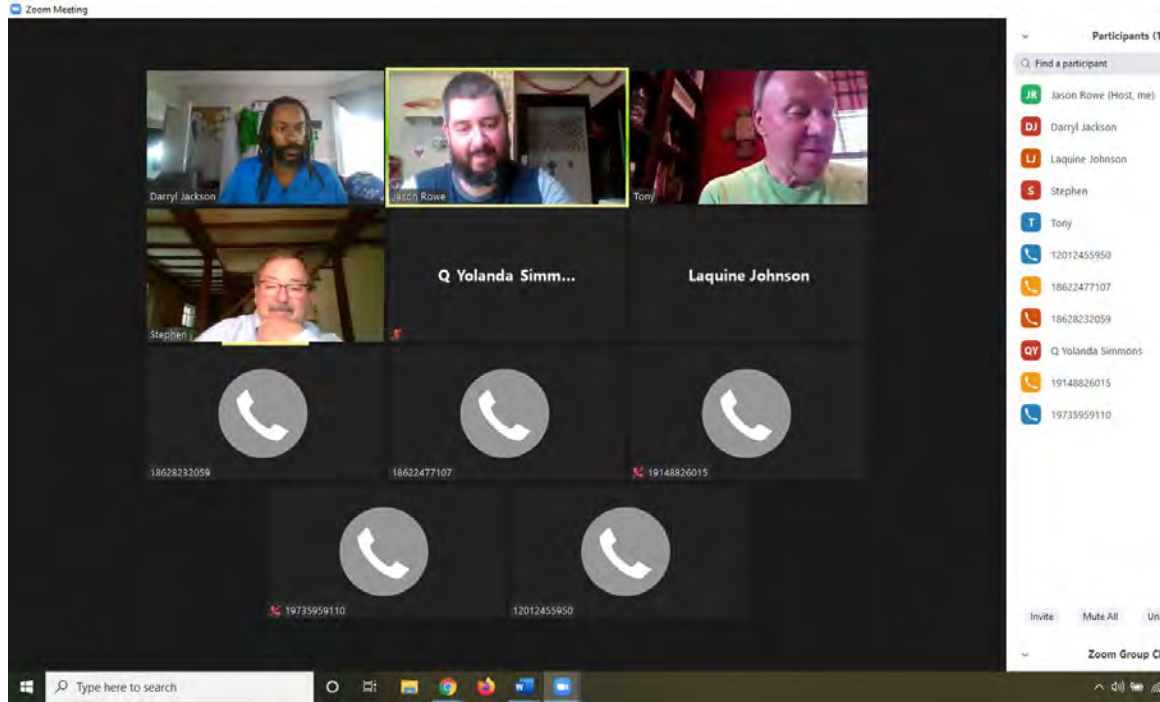 Zoom Meeting
Participants (1
Find a participant
JR Jason Rowe (Host, me)
DJ Darryl Jackson
LJ Laquine Johnson
S Stephen
T Tony
12012455950
18622477107
18628232059
QY Q Yolanda Simmons
19148826015
19735959110
Darryl Jackson
Jason Rowe
Tony
Stephen
Q Yolanda Simm...
Laquine Johnson
18628232059
18622477107
19148826015
19735959110
12012455950
Invite Mute All Un
Zoom Group C
Type here to search